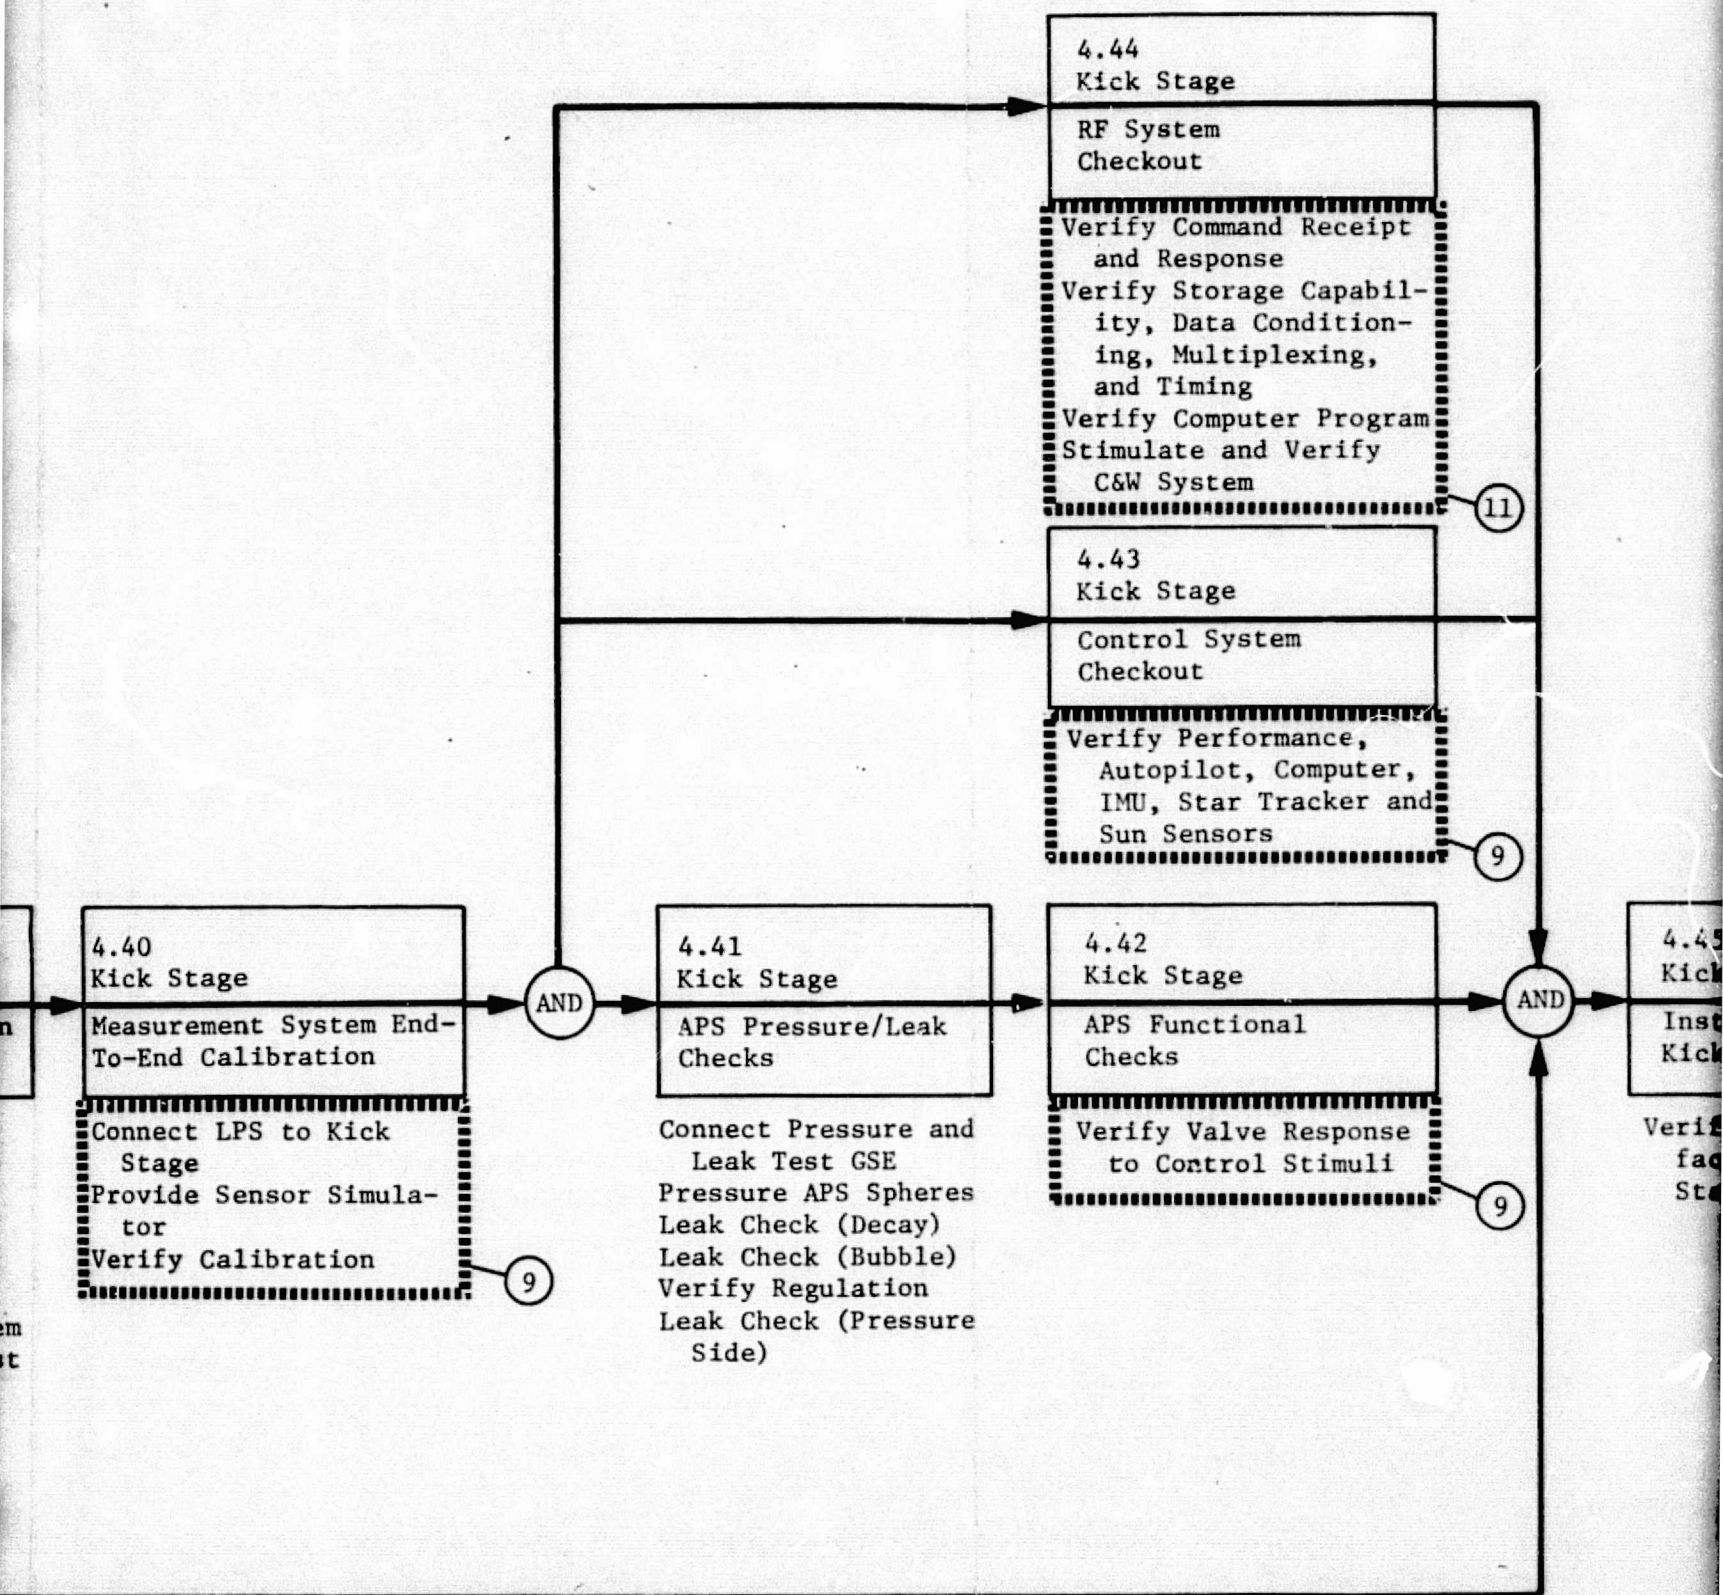 4.44
Kick Stage
RF System
Checkout
Verify Command Receipt
and Response
Verify Storage Capabil-
ity, Data Condition-
ing, Multiplexing,
and Timing
Verify Computer Program
Stimulate and Verify
C&W System
11
4.43
Kick Stage
Control System
Checkout
Verify Performance,
Autopilot, Computer,
IMU, Star Tracker and
Sun Sensors
9
4.40
Kick Stage
Measurement System End-
To-End Calibration
Connect LPS to Kick
Stage
Provide Sensor Simula-
tor
Verify Calibration
9
AND
4.41
Kick Stage
APS Pressure/Leak
Checks
Connect Pressure and
Leak Test GSE
Pressure APS Spheres
Leak Check (Decay)
Leak Check (Bubble)
Verify Regulation
Leak Check (Pressure
Side)
4.42
Kick Stage
APS Functional
Checks
Verify Valve Response
to Control Stimuli
9
AND
4.45
Kick
Inst
Kick